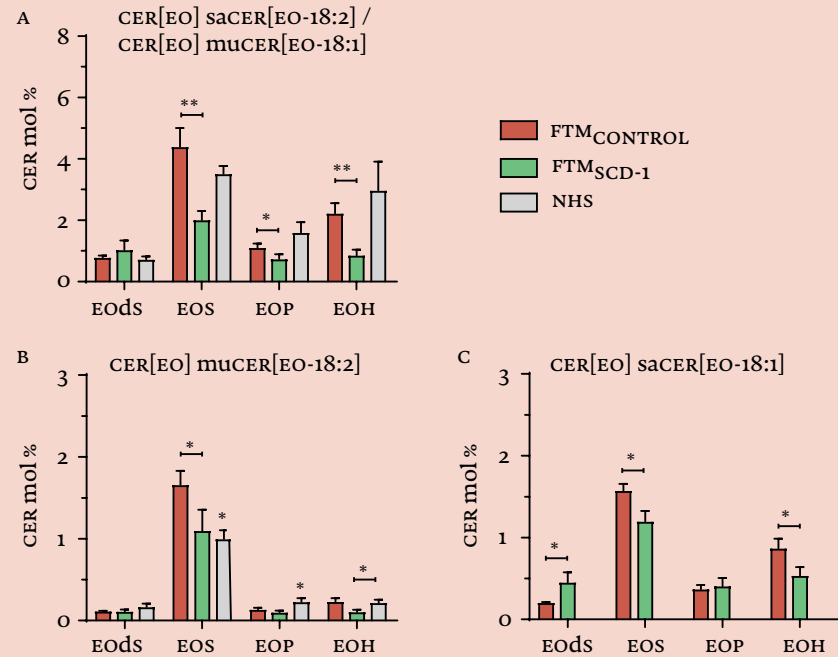 A
CER[EO] saCER[EO-18:2] /
CER[EO] muCER[EO-18:1]
CER mol %
8
6
4
2
0
**
*
**
EOdS EOS EOP EOH
FTMCONTROL
FTMSCD-1
NHS
B
CER[EO] muCER[EO-18:2]
CER mol %
3
2
1
0
*
*
*
*
EOdS EOS EOP EOH
C
CER[EO] saCER[EO-18:1]
CER mol %
3
2
1
0
*
*
*
EOdS EOS EOP EOH